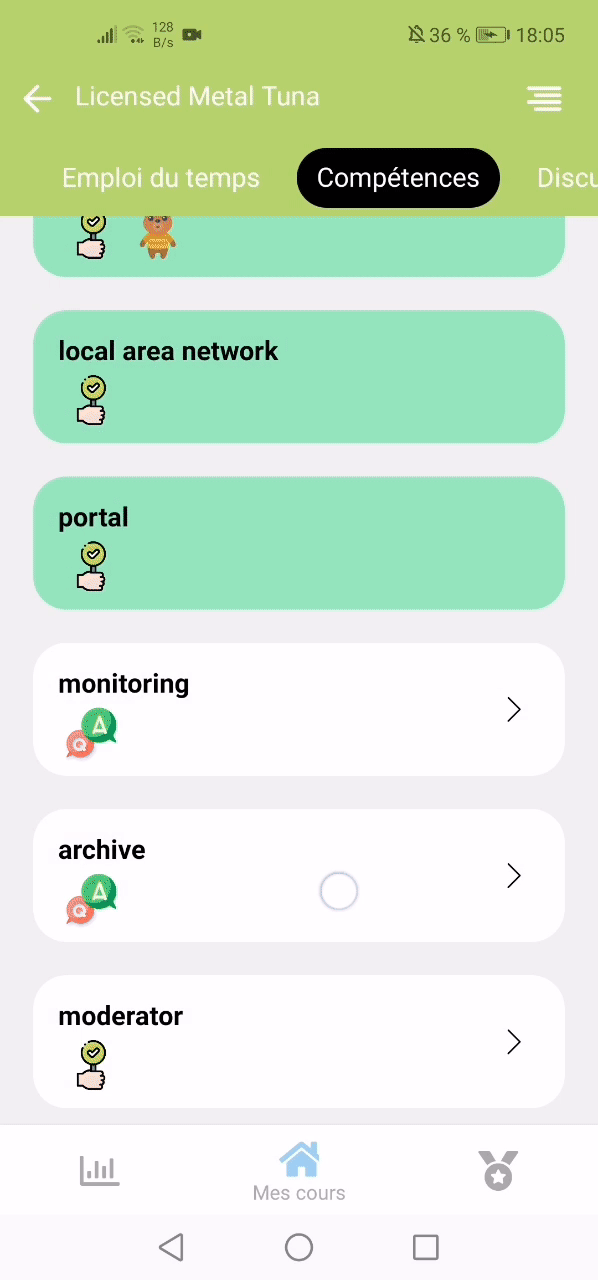 128
B/s
36 %
18:05
Licensed Metal Tuna
Emploi du temps
Compétences
Discu
local area network
portal
monitoring
A
Q
archive
A
Q
moderator
Mes cours